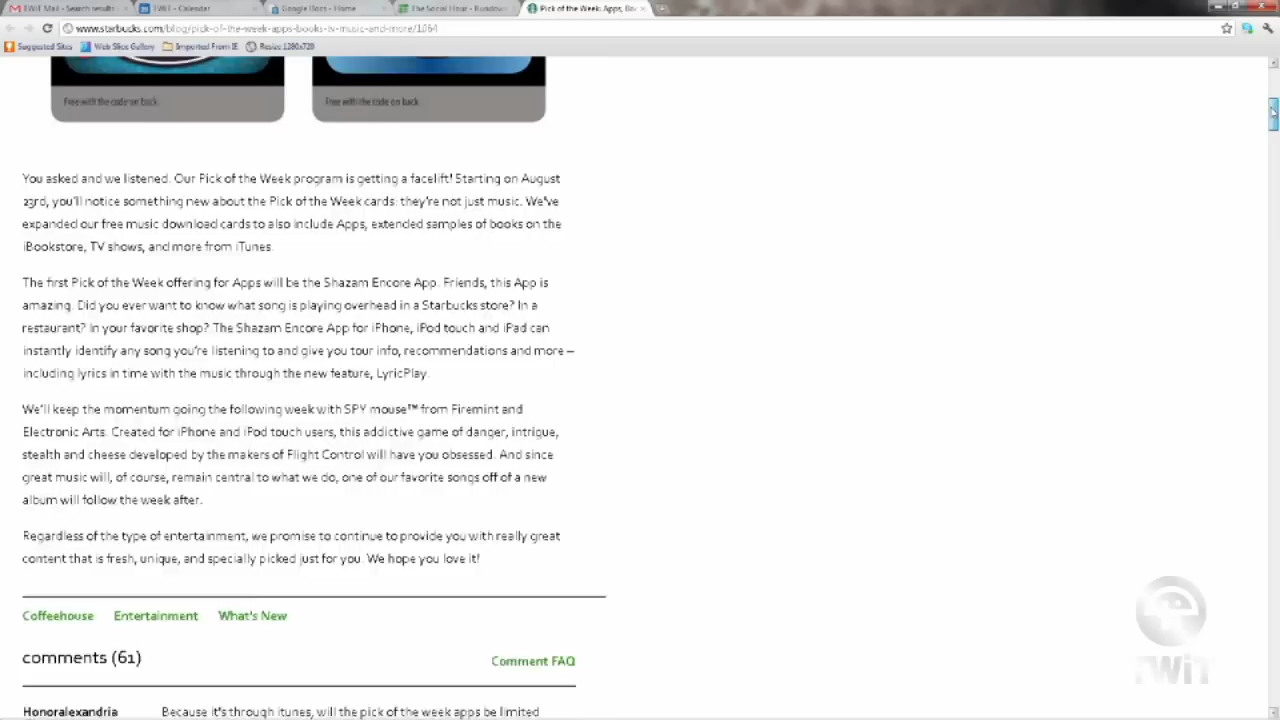 TWiT Mail - Search results
TWiT - Calendar
Google Docs - Home
The Social Hour - Rundown
Pick of the Week: Apps, Bo
www.starbucks.com/blog/pick-of-the-week-apps-books-tv-music-and-more/1064
Suggested Sites
Web Slice Gallery
Imported From IE
Resize 1280x720
Free with the code on back.
Free with the code on back.
You asked and we listened. Our Pick of the Week program is getting a facelift! Starting on August
23rd, you'll notice something new about the Pick of the Week cards: they're not just music. We've
expanded our free music download cards to also include Apps, extended samples of books on the
iBookstore, TV shows, and more from iTunes.
The first Pick of the Week offering for Apps will be the Shazam Encore App. Friends, this App is
amazing. Did you ever want to know what song is playing overhead in a Starbucks store? In a
restaurant? In your favorite shop? The Shazam Encore App for iPhone, iPod touch and iPad can
instantly identify any song you're listening to and give you tour info, recommendations and more –
including lyrics in time with the music through the new feature, LyricPlay.
We'll keep the momentum going the following week with SPY mouse™ from Firemint and
Electronic Arts. Created for iPhone and iPod touch users, this addictive game of danger, intrigue,
stealth and cheese developed by the makers of Flight Control will have you obsessed. And since
great music will, of course, remain central to what we do, one of our favorite songs off of a new
album will follow the week after.
Regardless of the type of entertainment, we promise to continue to provide you with really great
content that is fresh, unique, and specially picked just for you. We hope you love it!
Coffeehouse
Entertainment
What's New
comments (61)
Comment FAQ
Honoralexandria
Because it's through itunes, will the pick of the week apps be limited
TWiT